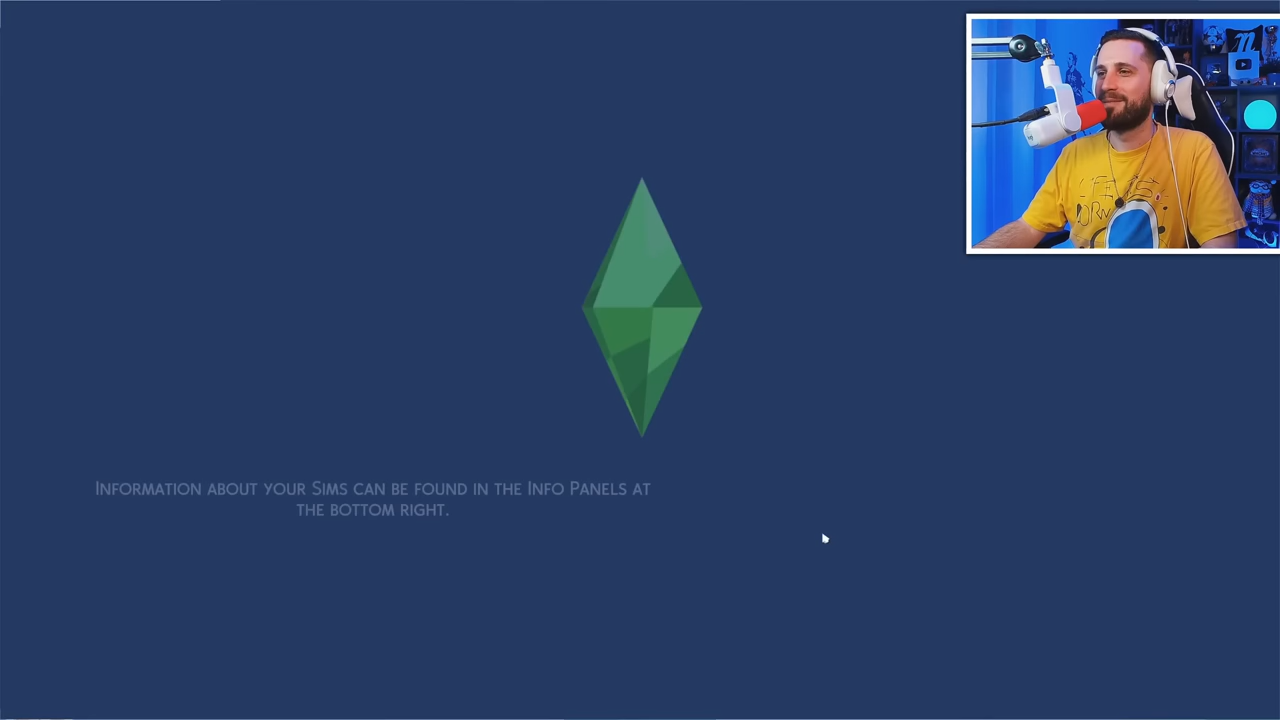 Information about your Sims can be found in the Info Panels at
the bottom right.